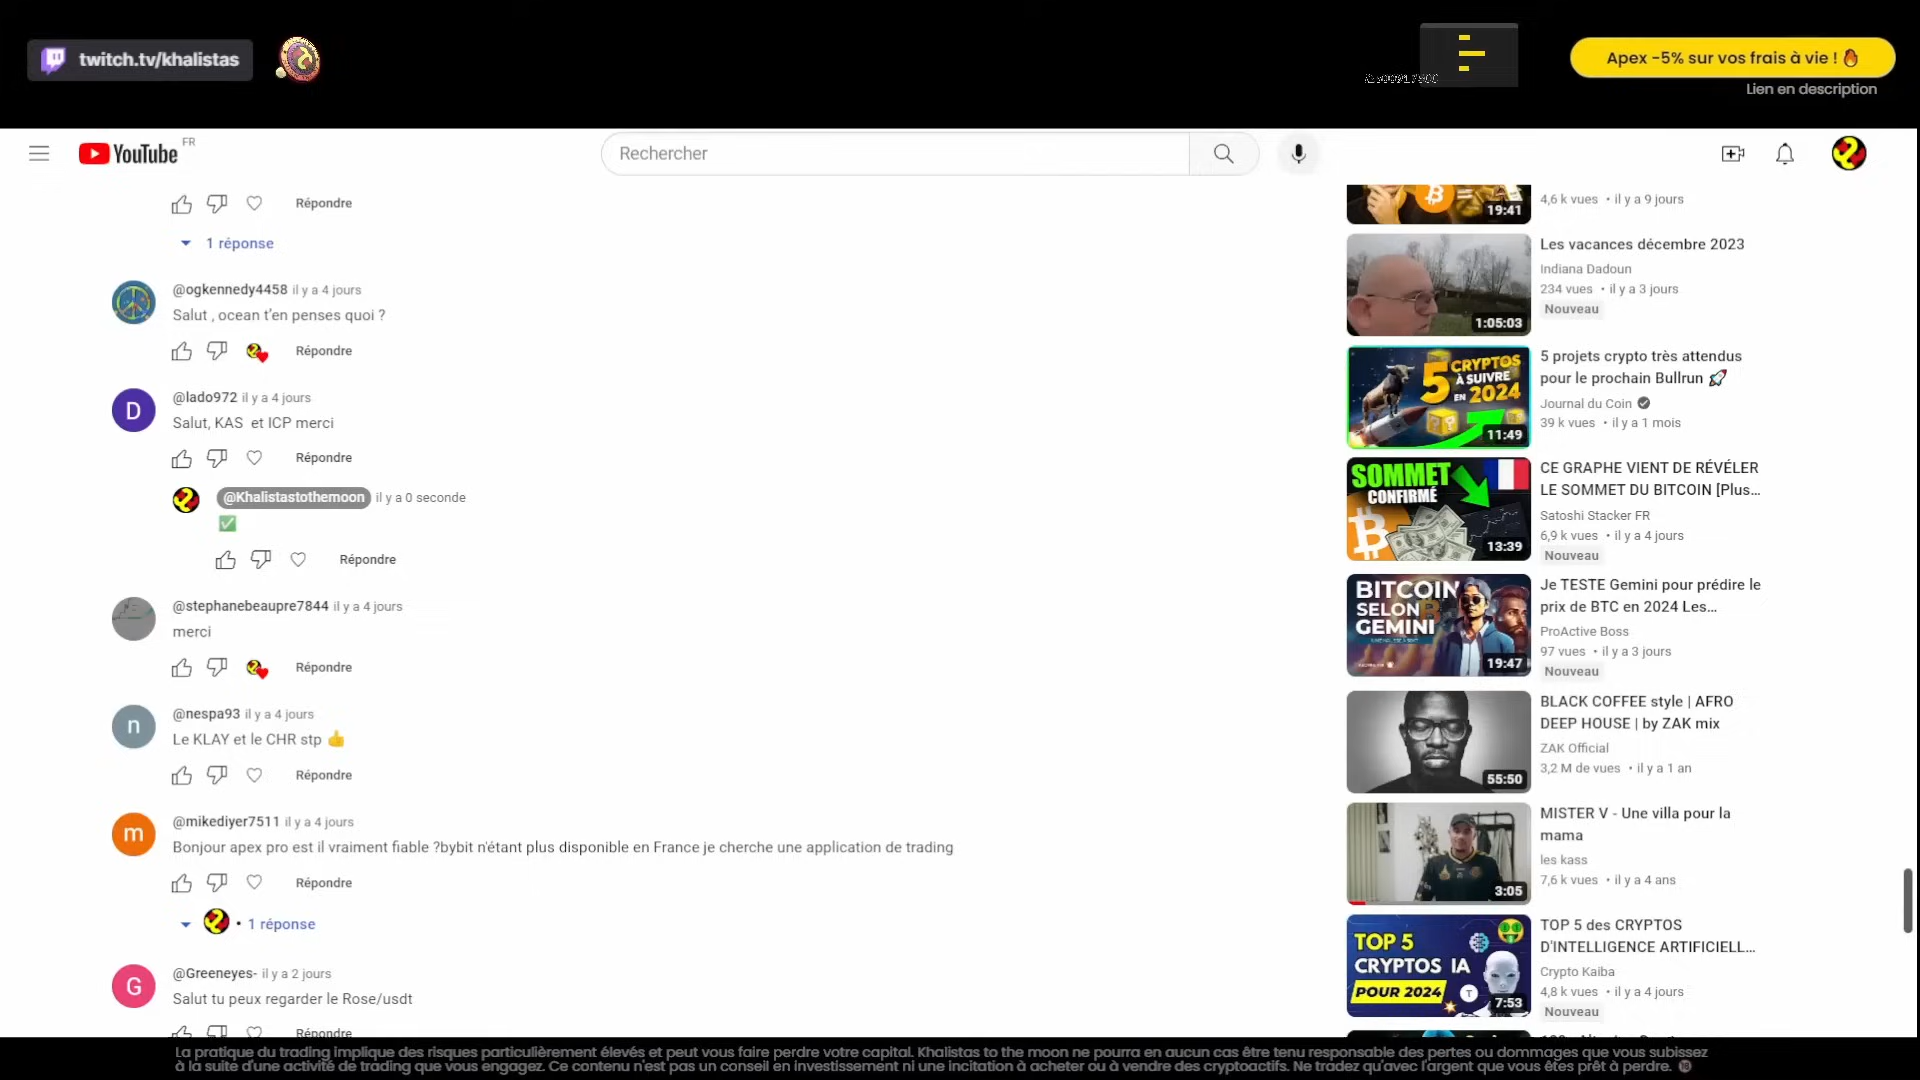 twitch.tv/khalistas
Apex -5% sur vos frais à vie ! 🔥
Lien en description
YouTube FR
Rechercher
Répondre
1 réponse
@ogkennedy4458 il y a 4 jours
Salut , ocean t'en penses quoi ?
Répondre
D
@lado972 il y a 4 jours
Salut, KAS et ICP merci
Répondre
@Khalistastothemoon il y a 0 seconde
✅
Répondre
@stephanebeaupre7844 il y a 4 jours
merci
Répondre
n
@nespa93 il y a 4 jours
Le KLAY et le CHR stp 👍
Répondre
m
@mikediyer7511 il y a 4 jours
Bonjour apex pro est il vraiment fiable ?bybit n'étant plus disponible en France je cherche une application de trading
Répondre
• 1 réponse
G
@Greeneyes- il y a 2 jours
Salut tu peux regarder le Rose/usdt
Répondre
19:41
4,6 k vues • il y a 9 jours
1:05:03
Les vacances décembre 2023
Indiana Dadoun
234 vues • il y a 3 jours
Nouveau
5 CRYPTOS
À SUIVRE
EN 2024
11:49
5 projets crypto très attendus
pour le prochain Bullrun 🚀
Journal du Coin
39 k vues • il y a 1 mois
SOMMET
CONFIRMÉ
13:39
CE GRAPHE VIENT DE RÉVÉLER
LE SOMMET DU BITCOIN [Plus...
Satoshi Stacker FR
6,9 k vues • il y a 4 jours
Nouveau
BITCOIN
SELON
GEMINI
19:47
Je TESTE Gemini pour prédire le
prix de BTC en 2024 Les...
ProActive Boss
97 vues • il y a 3 jours
Nouveau
55:50
BLACK COFFEE style | AFRO
DEEP HOUSE | by ZAK mix
ZAK Official
3,2 M de vues • il y a 1 an
3:05
MISTER V - Une villa pour la
mama
les kass
7,6 k vues • il y a 4 ans
TOP 5
CRYPTOS IA
POUR 2024
T
7:53
TOP 5 des CRYPTOS
D'INTELLIGENCE ARTIFICIELL...
Crypto Kaiba
4,8 k vues • il y a 4 jours
Nouveau
La pratique du trading implique des risques particulièrement élevés et peut vous faire perdre votre capital. Khalistas to the moon ne pourra en aucun cas être tenu responsable des pertes ou dommages que vous subissez
à la suite d'une activité de trading que vous engagez. Ce contenu n'est pas un conseil en investissement ni une incitation à acheter ou à vendre des cryptoactifs. Ne tradez qu'avec l'argent que vous êtes prêt à perdre. 🔞